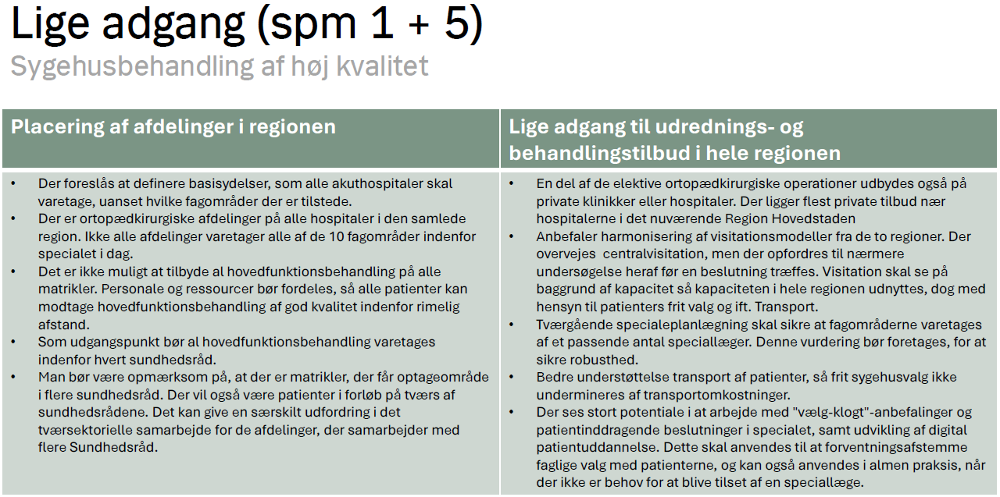 Lige adgang (spm 1 + 5)
Sygehusbehandling af høj kvalitet
Placering af afdelinger i regionen
• Der foreslås at definere basisydelser, som alle akuthospitaler skal
varetage, uanset hvilke fagområder der er tilstede.
• Der er ortopædkirurgiske afdelinger på alle hospitaler i den samlede
region. Ikke alle afdelinger varetager alle af de 10 fagområder indenfor
specialet i dag.
• Det er ikke muligt at tilbyde al hovedfunktionsbehandling på alle
matrikler. Personale og ressourcer bør fordeles, så alle patienter kan
modtage hovedfunktionsbehandling af god kvalitet indenfor rimelig
afstand.
• Som udgangspunkt bør al hovedfunktionsbehandling varetages
indenfor hvert sundhedsråd.
• Man bør være opmærksom på, at der er matrikler, der får optageområde
i flere sundhedsråd. Der vil også være patienter i forløb på tværs af
sundhedsrådene. Det kan give en særskilt udfordring i det
tværsektorielle samarbejde for de afdelinger, der samarbejder med
flere Sundhedsråd.
Lige adgang til udrednings- og
behandlingstilbud i hele regionen
• En del af de elektive ortopædkirurgiske operationer udbydes også på
private klinikker eller hospitaler. Der ligger flest private tilbud nær
hospitalerne i det nuværende Region Hovedstaden
• Anbefaler harmonisering af visitationsmodeller fra de to regioner. Der
overvejes centralvisitation, men der opfordres til nærmere
undersøgelse heraf før en beslutning træffes. Visitation skal se på
baggrund af kapacitet så kapaciteten i hele regionen udnyttes, dog med
hensyn til patienters frit valg og ift. Transport.
• Tværgående specialeplanlægning skal sikre at fagområderne varetages
af et passende antal speciallæger. Denne vurdering bør foretages, for at
sikre robusthed.
• Bedre understøttelse transport af patienter, så frit sygehusvalg ikke
undermineres af transportomkostninger.
• Der ses stort potentiale i at arbejde med "vælg-klogt"-anbefalinger og
patientinddragende beslutninger i specialet, samt udvikling af digital
patientuddannelse. Dette skal anvendes til at forventningsafstemme
faglige valg med patienterne, og kan også anvendes i almen praksis, når
der ikke er behov for at blive tilset af en speciallæge.